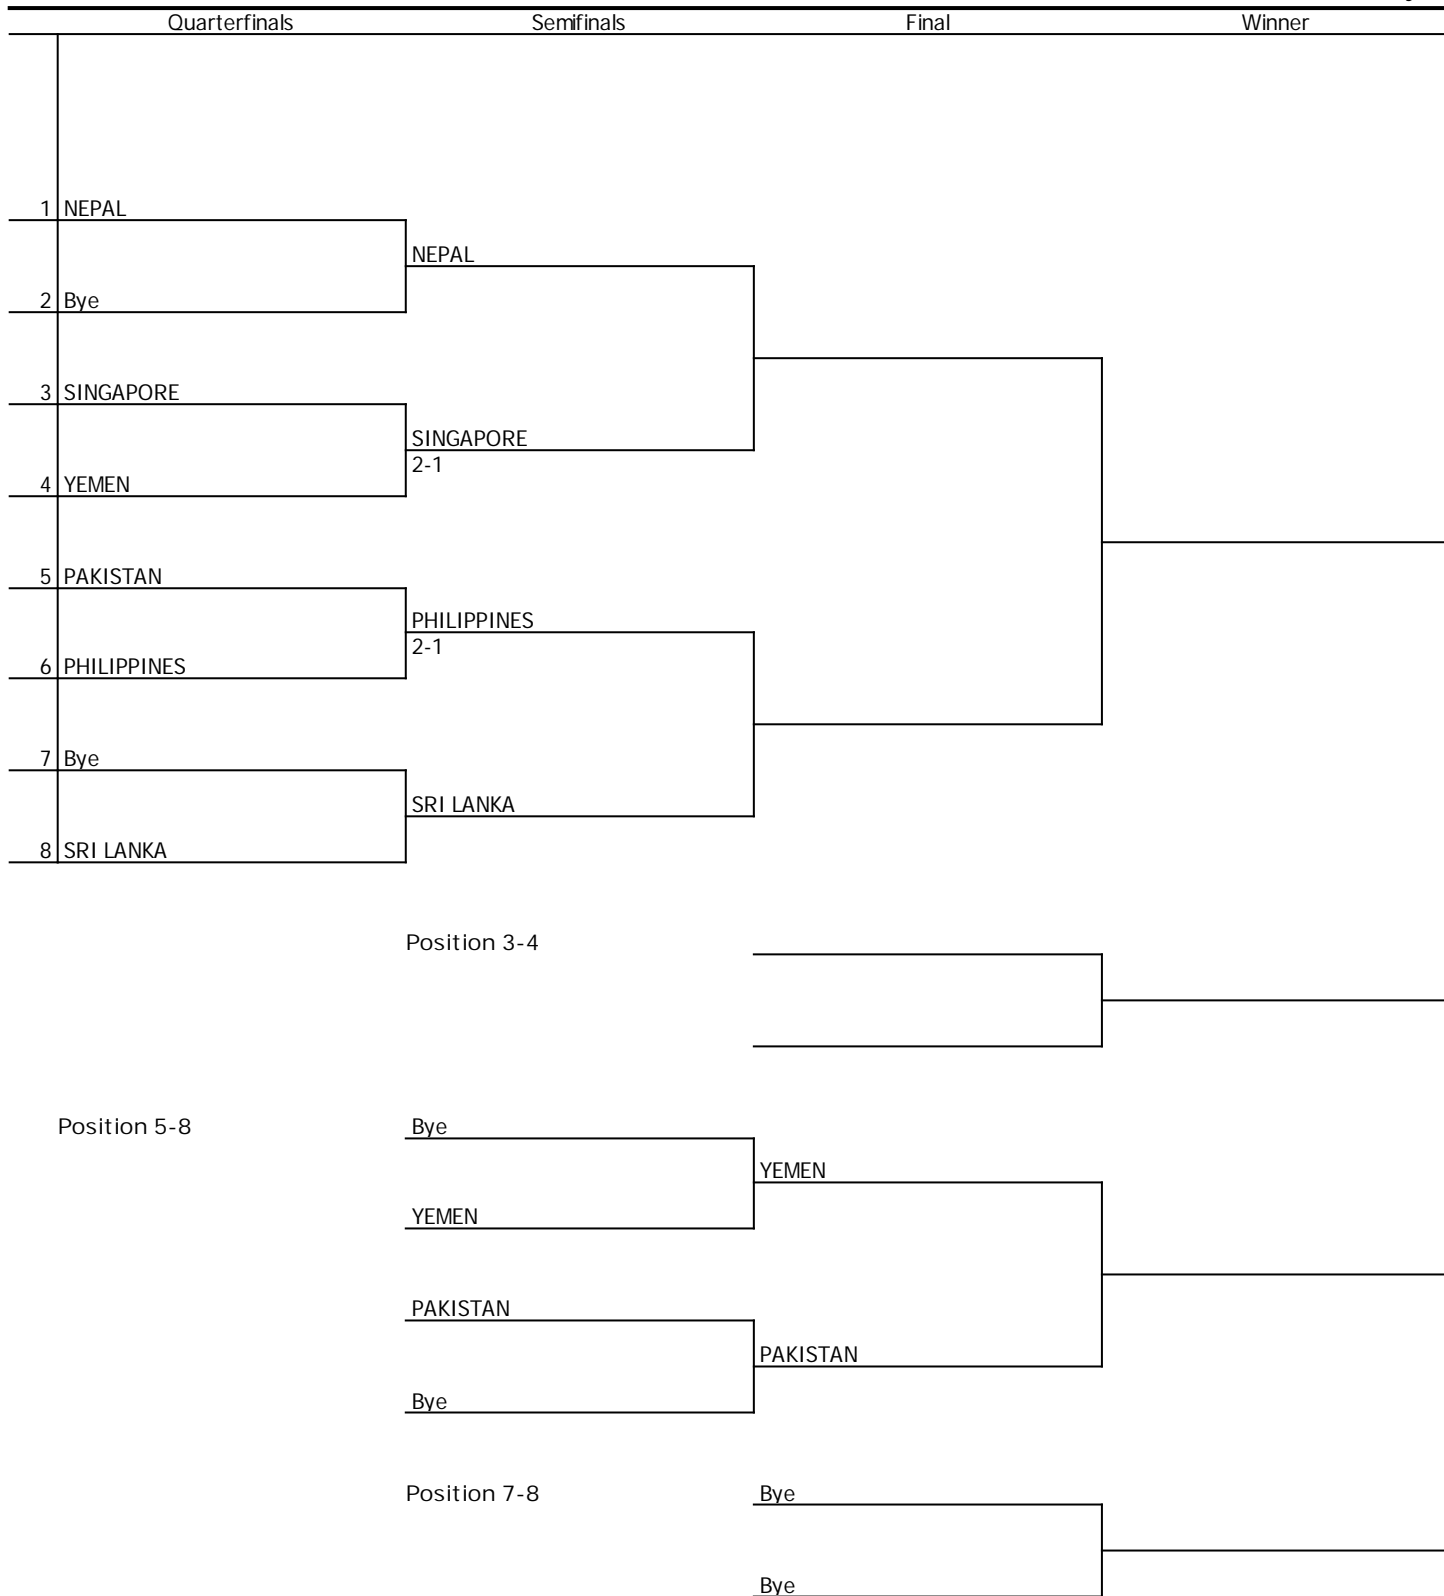 Quarterfinals Semifinals Final Winner
1 NEPAL
NEPAL
2 Bye
3 SINGAPORE
SINGAPORE
2-1
4 YEMEN
5 PAKISTAN
PHILIPPINES
2-1
6 PHILIPPINES
7 Bye
SRI LANKA
8 SRI LANKA
Position 3-4
Position 5-8 Bye
YEMEN
YEMEN
PAKISTAN
PAKISTAN
Bye
Position 7-8 Bye
Bye